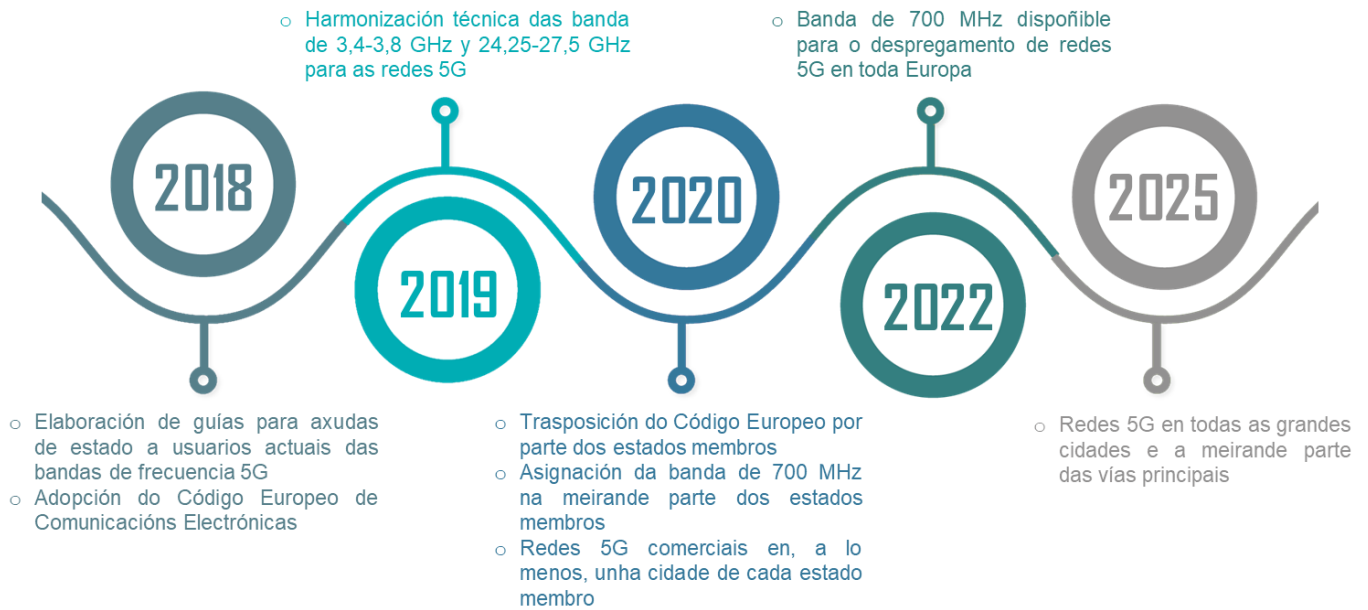 2018
○ Elaboración de guías para axudas
de estado a usuarios actuais das
bandas de frecuencia 5G
○ Adopción do Código Europeo de
Comunicacións Electrónicas
○ Harmonización técnica das banda
de 3,4-3,8 GHz y 24,25-27,5 GHz
para as redes 5G
2019
2020
○ Trasposición do Código Europeo por
parte dos estados membros
○ Asignación da banda de 700 MHz
na meirande parte dos estados
membros
○ Redes 5G comerciais en, a lo
menos, unha cidade de cada estado
membro
○ Banda de 700 MHz dispoñible
para o despregamento de redes
5G en toda Europa
2022
2025
○ Redes 5G en todas as grandes
cidades e a meirande parte
das vías principais